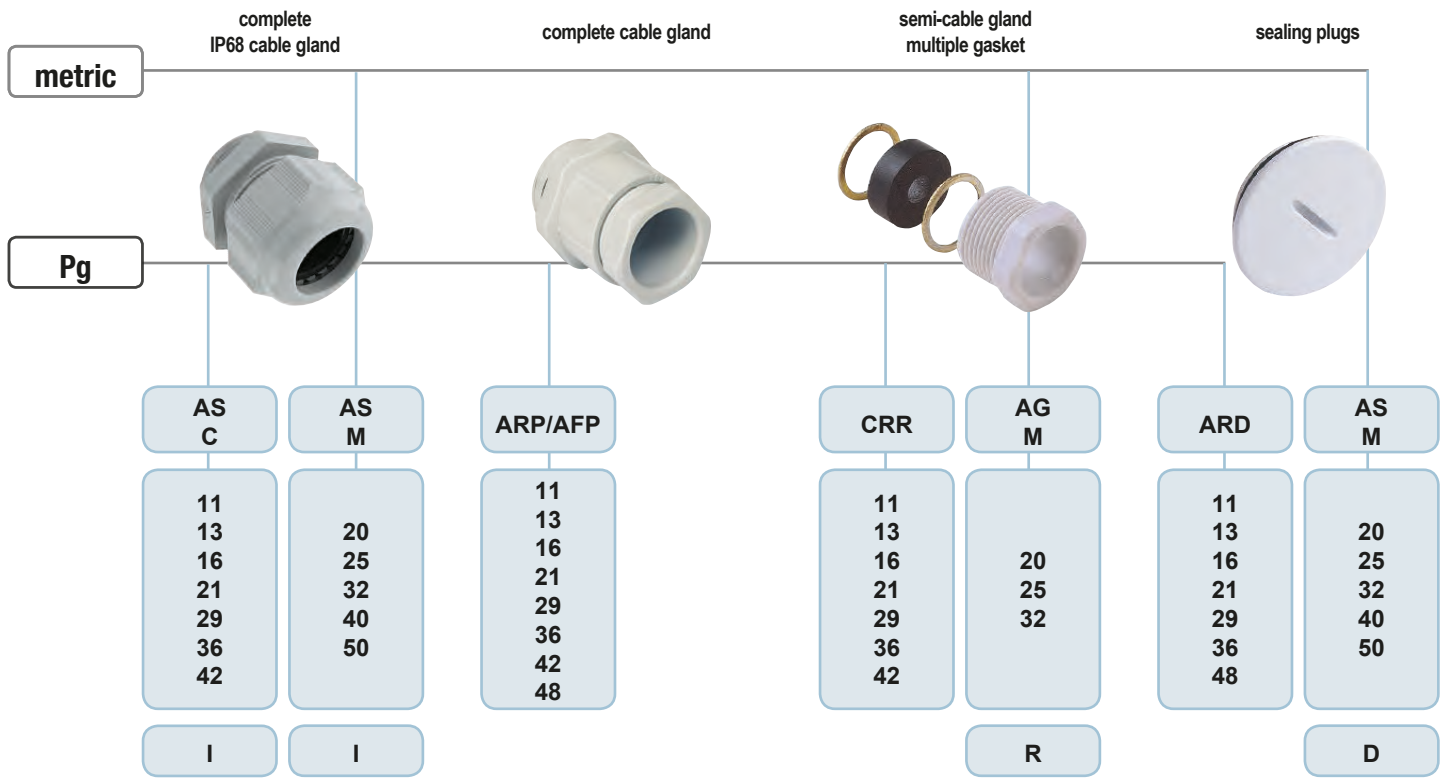 complete
IP68 cable gland
complete cable gland
semi-cable gland
multiple gasket
sealing plugs
metric
Pg
AS
C
11
13
16
21
29
36
42
I
AS
M
20
25
32
40
50
I
ARP/AFP
11
13
16
21
29
36
42
48
CRR
11
13
16
21
29
36
42
AG
M
20
25
32
R
ARD
11
13
16
21
29
36
48
AS
M
20
25
32
40
50
D